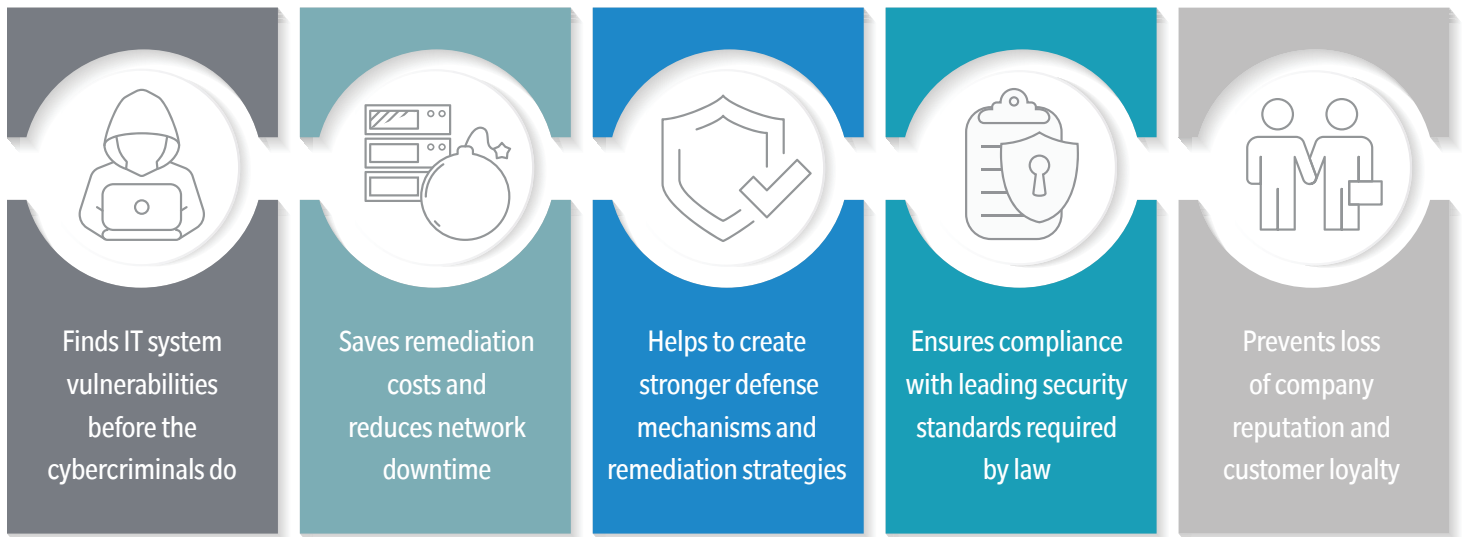 Finds IT system
vulnerabilities
before the
cybercriminals do
Saves remediation
costs and
reduces network
downtime
Helps to create
stronger defense
mechanisms and
remediation strategies
Ensures compliance
with leading security
standards required
by law
Prevents loss
of company
reputation and
customer loyalty